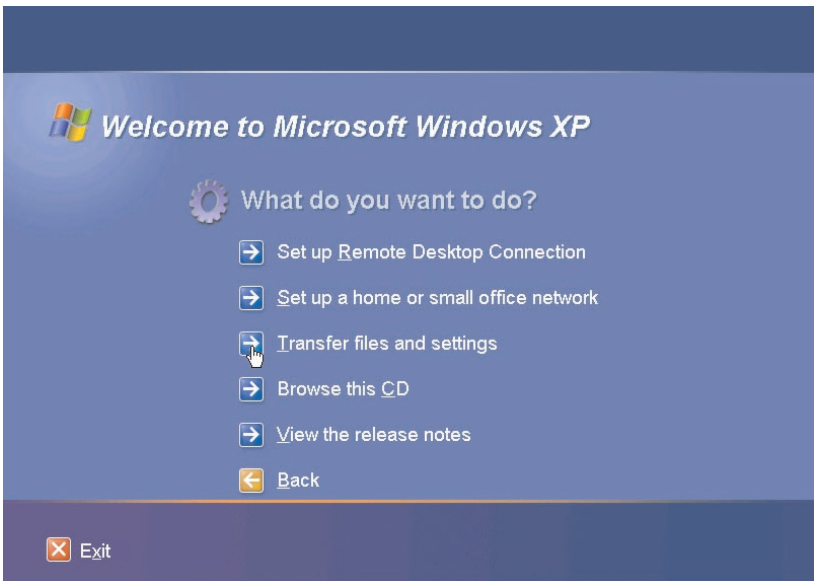 Welcome to Microsoft Windows XP
What do you want to do?
Set up Remote Desktop Connection
Set up a home or small office network
Transfer files and settings
Browse this CD
View the release notes
Back
Exit